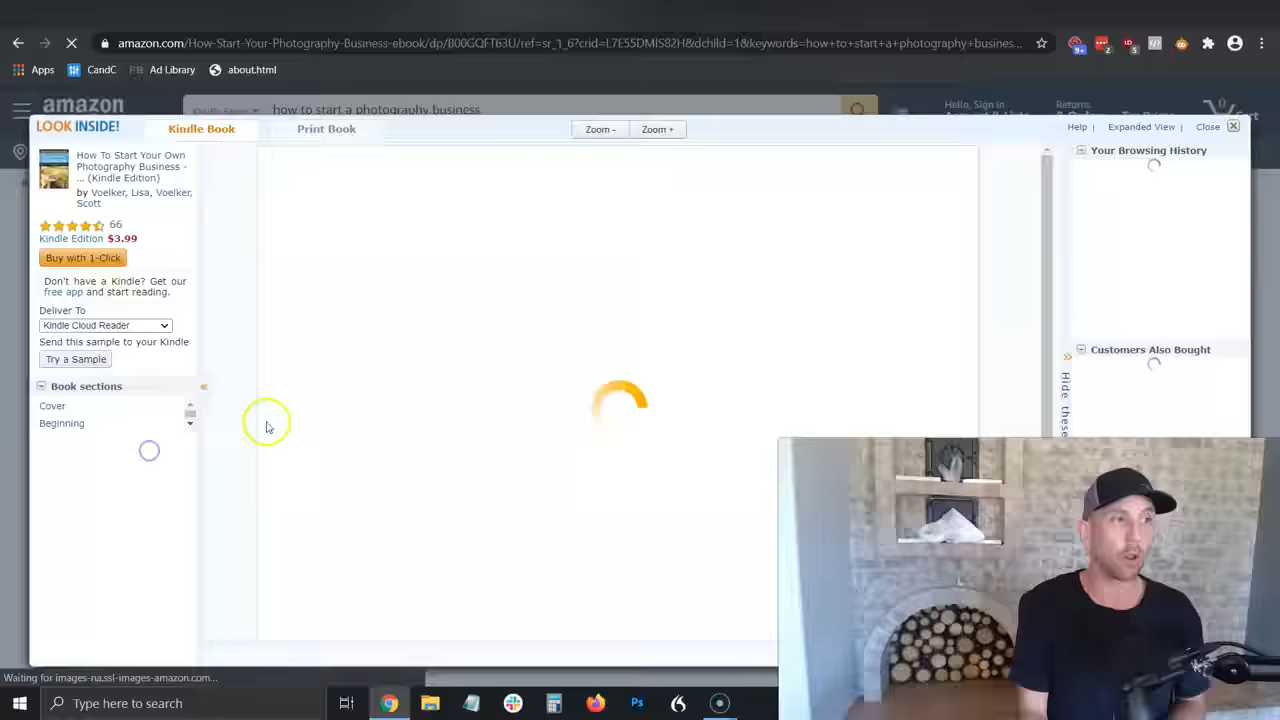 amazon.com/How-Start-Your-Photography-Business-ebook/dp/B00GQFT63U/ref=sr_1_6?crid=L7E55DMIS82H&dchild=1&keywords=how+to+start+a+photography+busines...
9+
2
5
Apps
CandC
Ad Library
about.html
amazon
how to start a photography business
Hello, Sign in
Returns
0
LOOK INSIDE!
Kindle Book
Print Book
Zoom -
Zoom +
Help |
Expanded View |
Close
How To Start Your Own
Photography Business -
... (Kindle Edition)
by Voelker, Lisa, Voelker,
Scott
66
Kindle Edition $3.99
Buy with 1-Click
Don't have a Kindle? Get our
free app and start reading.
Deliver To
Kindle Cloud Reader
Send this sample to your Kindle
Try a Sample
Book sections
Cover
Beginning
Your Browsing History
Customers Also Bought
Hide these
Waiting for images-na.ssl-images-amazon.com...
Type here to search
Ps